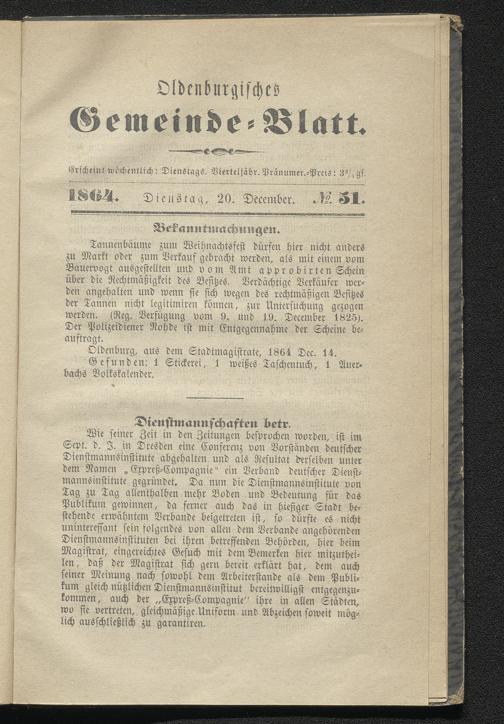 Oldenburgisches
Gemeinde-Blatt.
Erscheint wöchentlich: Dienstags. Vierteljähr. Pränumer.-Preis: 3¾ gf.
1864. Dienstag, 20. December. № 51.
Bekanntmachungen.
Tannenbäume zum Weihnachtsfest dürfen hier nicht anders
zu Markt oder zum Verkauf gebracht werden, als mit einem vom
Bauervogt ausgestellten und vom Amt approbirten Schein
über die Rechtmäßigkeit des Besitzes. Verdächtige Verkäufer wer-
den angehalten und wenn sie sich wegen des rechtmäßigen Besitzes
der Tannen nicht legitimiren können, zur Untersuchung gezogen
werden. (Reg. Verfügung vom 9. und 19. December 1825).
Der Polizeidiener Rohde ist mit Entgegennahme der Scheine be-
auftragt.
Oldenburg, aus dem Stadtmagistrate, 1864 Dec. 14.
Gefunden: 1 Stickerei, 1 weißes Taschentuch, 1 Auer-
bachs Volkskalender.
Dienstmannschaften betr.
Wie seiner Zeit in den Zeitungen besprochen worden, ist im
Sept. d. J. in Dresden eine Conferenz von Vorständen deutscher
Dienstmannsinstitute abgehalten und als Resultat derselben unter
dem Namen „Expreß-Compagnie" ein Verband deutscher Dienst-
mannsinstitute gegründet. Da nun die Dienstmannsinstitute von
Tag zu Tag allenthalben mehr Boden und Bedeutung für das
Publikum gewinnen, da ferner auch das in hiesiger Stadt be-
stehende erwähntem Verbande beigetreten ist, so dürfte es nicht
uninteressant sein folgendes von allen dem Verbande angehörenden
Dienstmannsinstituten bei ihren betreffenden Behörden, hier beim
Magistrat, eingereichtes Gesuch mit dem Bemerken hier mitzuthei-
len, daß der Magistrat sich gern bereit erklärt hat, dem auch
seiner Meinung nach sowohl dem Arbeiterstande als dem Publi-
kum gleich nützlichen Dienstmannsinstitut bereitwilligst entgegenzu-
kommen, auch der „Expreß-Compagnie" ihre in allen Städten,
wo sie vertreten, gleichmäßige Uniform und Abzeichen soweit mög-
lich ausschließlich zu garantiren.